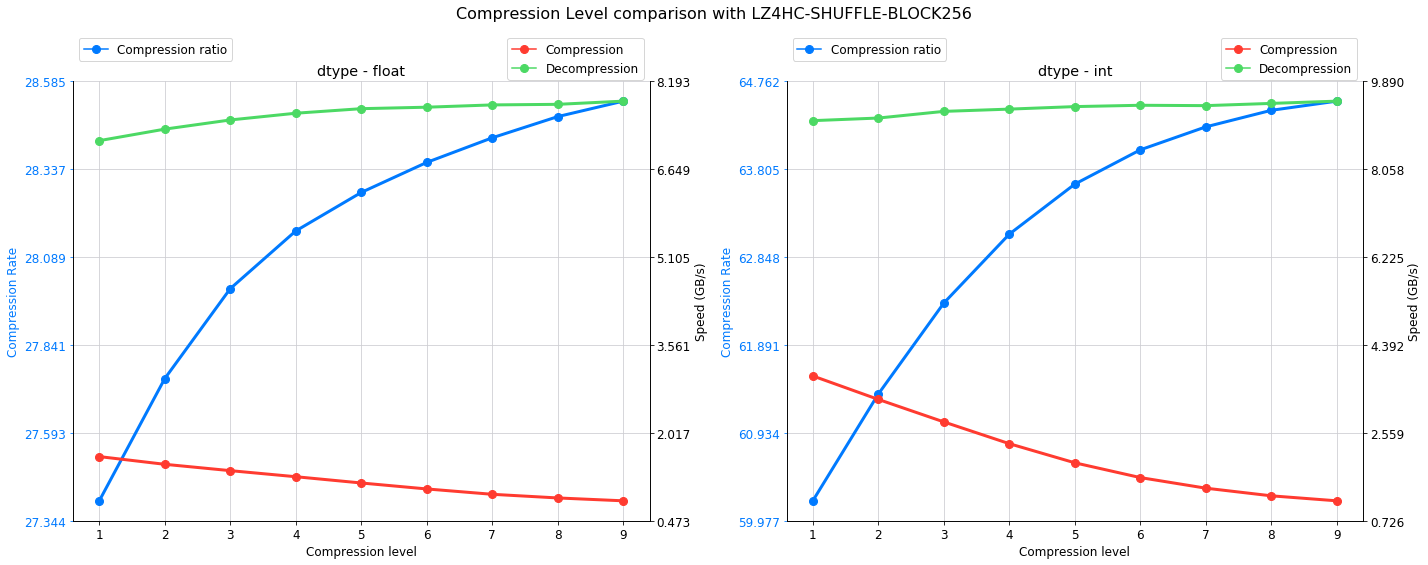 Compression Level comparison with LZ4HC-SHUFFLE-BLOCK256
Compression ratio
Compression
Decompression
dtype - float
28.585
28.337
28.089
27.841
27.593
27.344
Compression Rate
8.193
6.649
5.105
3.561
2.017
0.473
Speed (GB/s)
1 2 3 4 5 6 7 8 9
Compression level
Compression ratio
Compression
Decompression
dtype - int
64.762
63.805
62.848
61.891
60.934
59.977
Compression Rate
9.890
8.058
6.225
4.392
2.559
0.726
Speed (GB/s)
1 2 3 4 5 6 7 8 9
Compression level